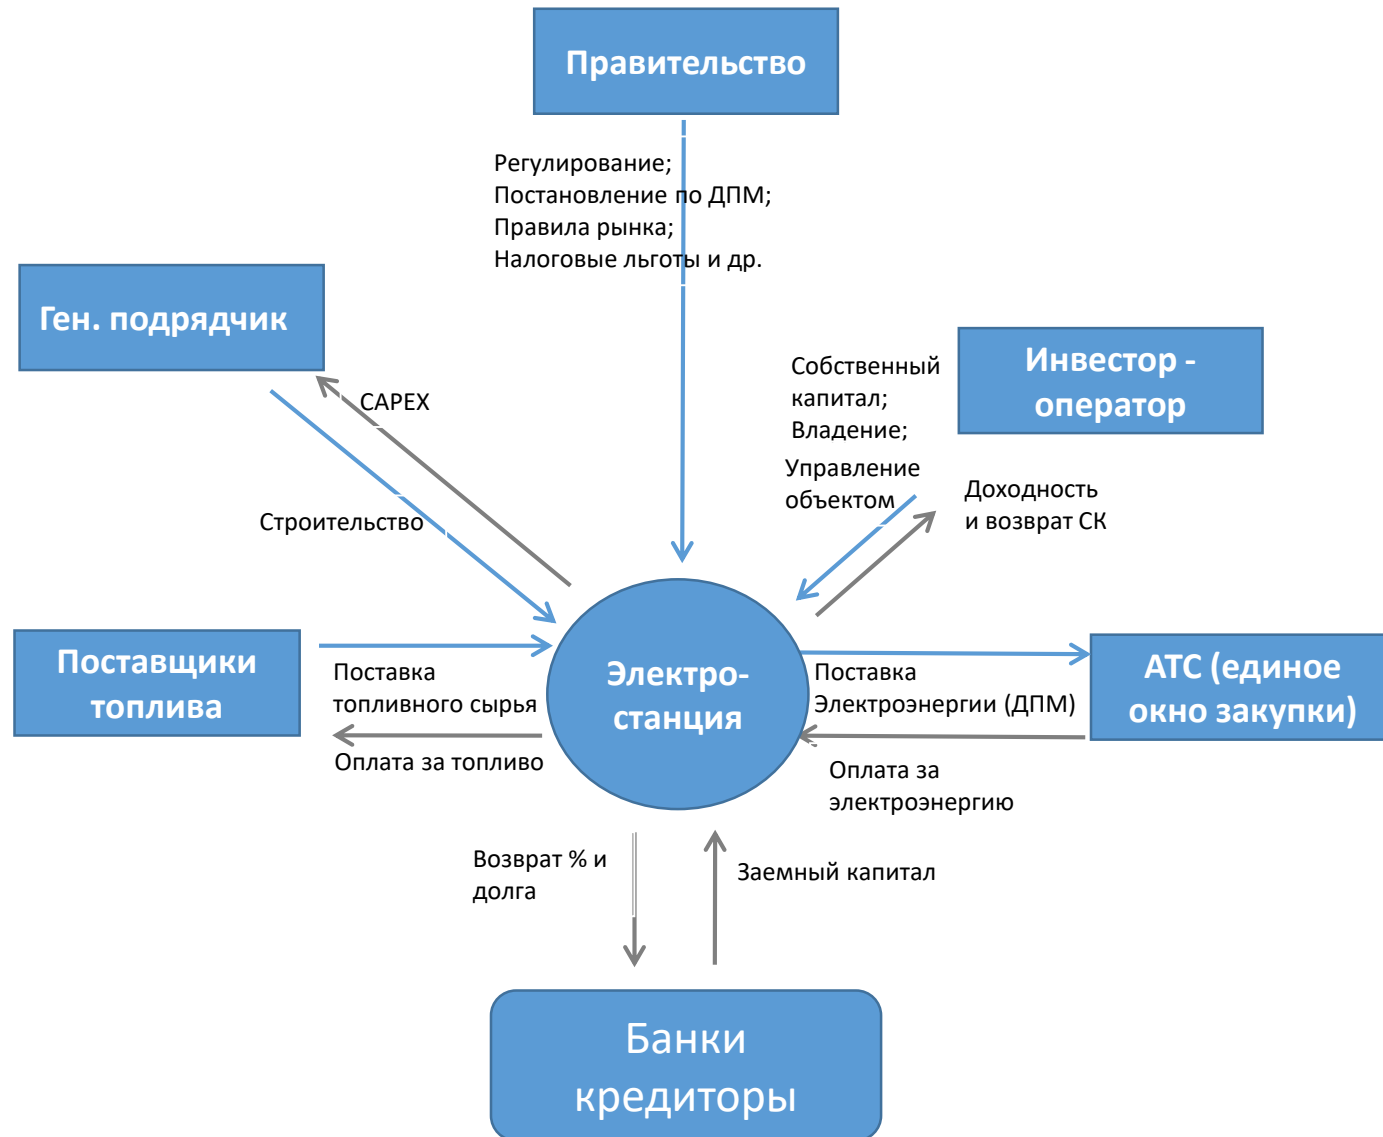 Правительство
Регулирование;
Постановление по ДПМ;
Правила рынка;
Налоговые льготы и др.
Ген. подрядчик
CAPEX
Строительство
Инвестор -
оператор
Собственный
капитал;
Владение;
Управление
объектом
Доходность
и возврат СК
Поставщики
топлива
Поставка
топливного сырья
Оплата за топливо
Электро-
станция
Поставка
Электроэнергии (ДПМ)
Оплата за
электроэнергию
АТС (единое
окно закупки)
Возврат % и
долга
Заемный капитал
Банки
кредиторы